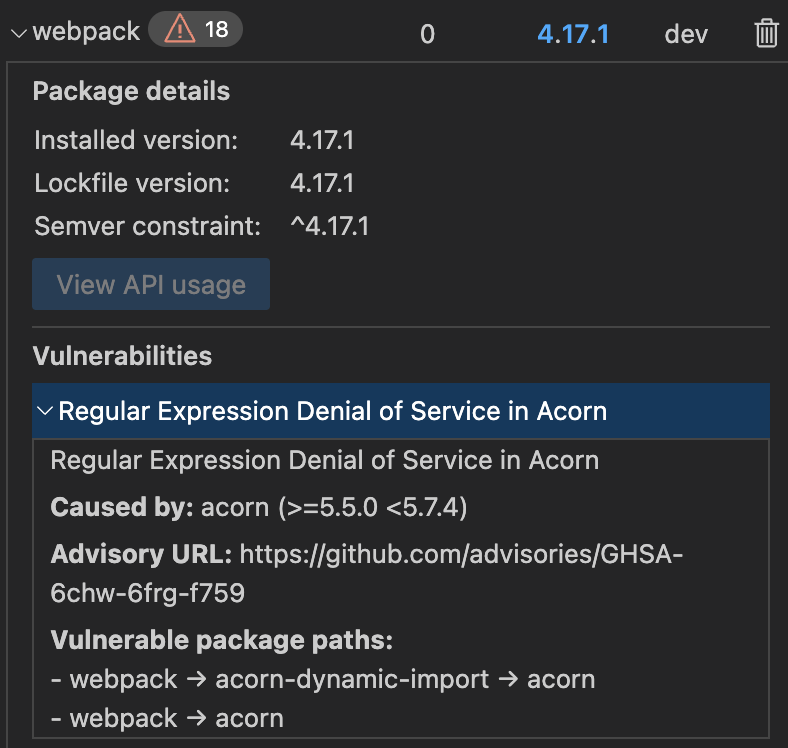 webpack 18 0 4.17.1 dev
Package details
Installed version: 4.17.1
Lockfile version: 4.17.1
Semver constraint: ^4.17.1
View API usage
Vulnerabilities
Regular Expression Denial of Service in Acorn
Regular Expression Denial of Service in Acorn
Caused by: acorn (>=5.5.0 <5.7.4)
Advisory URL: https://github.com/advisories/GHSA-
6chw-6frg-f759
Vulnerable package paths:
- webpack → acorn-dynamic-import → acorn
- webpack → acorn